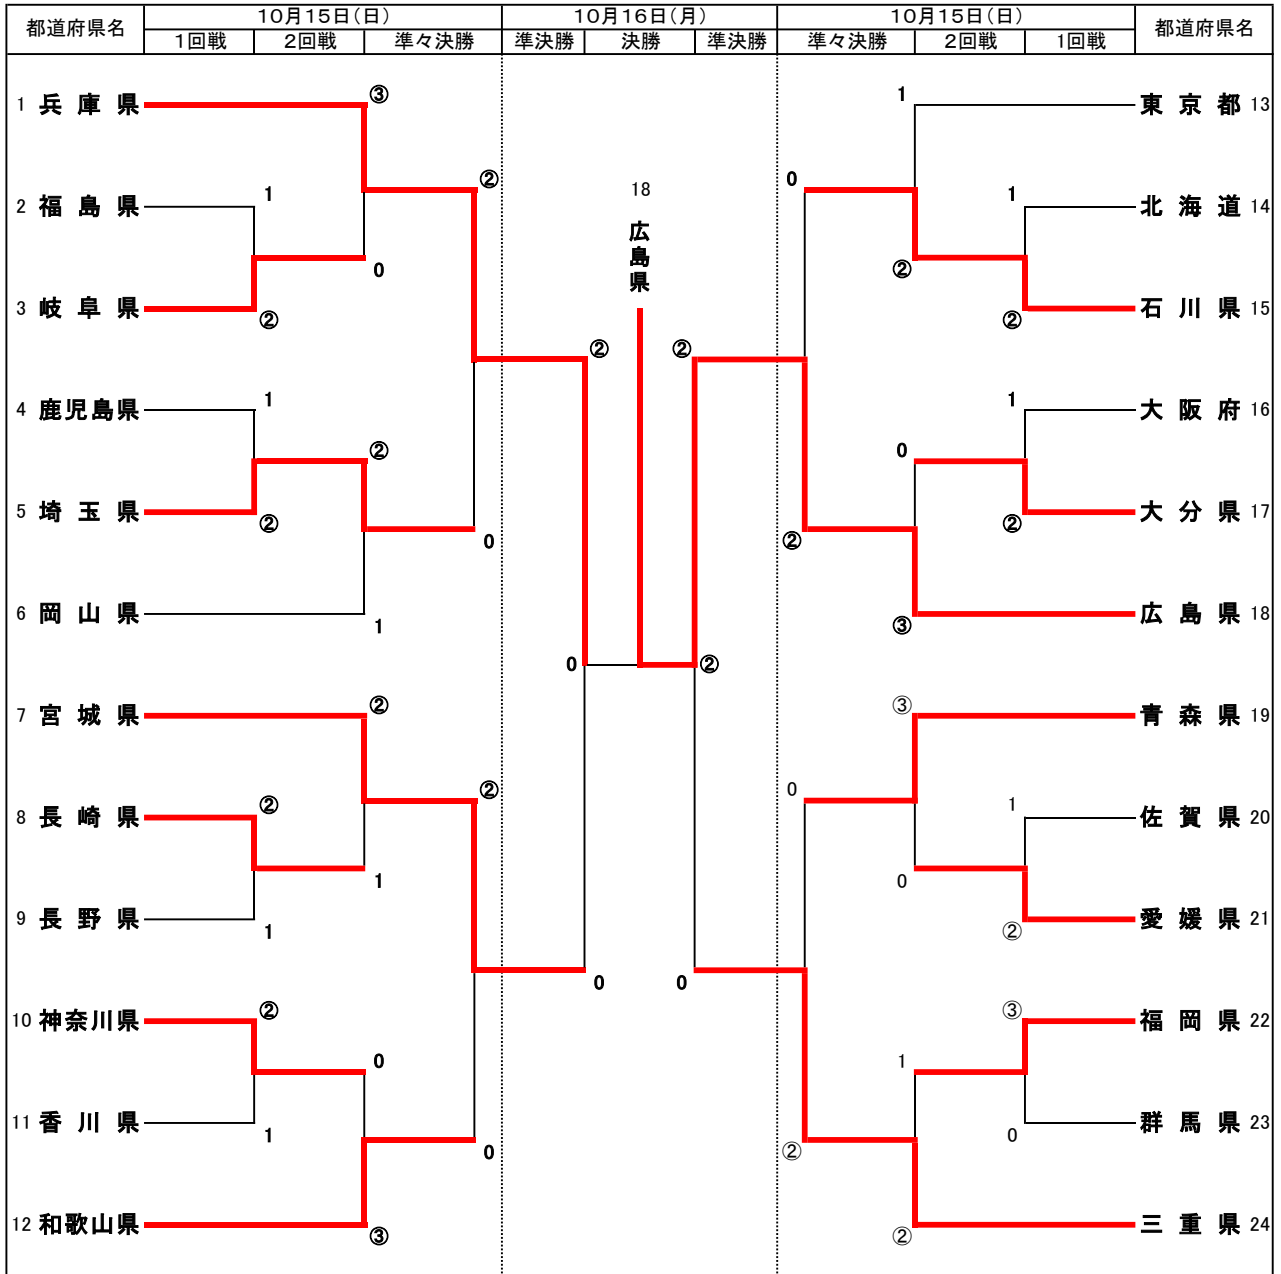 都道府県名 10月15日(日) 10月16日(月) 10月15日(日) 都道府県名
1回戦 2回戦 準々決勝 準決勝 決勝 準決勝 準々決勝 2回戦 1回戦
1 兵庫県 ③ 1 東京都 13
② 18 0
2 福島県 1 1 北海道 14
広島県
0 ②
3 岐阜県 ② ② 石川県 15
② ②
4 鹿児島県 1 1 大阪府 16
② 0
5 埼玉県 ② ② 大分県 17
0 ②
6 岡山県 1 ③ 広島県 18
0 ②
7 宮城県 ② ③ 青森県 19
② 0
8 長崎県 ② 1 佐賀県 20
1 0
9 長野県 1 ② 愛媛県 21
0 0
10 神奈川県 ② ③ 福岡県 22
0 1
11 香川県 1 0 群馬県 23
0 ②
12 和歌山県 ③ ② 三重県 24